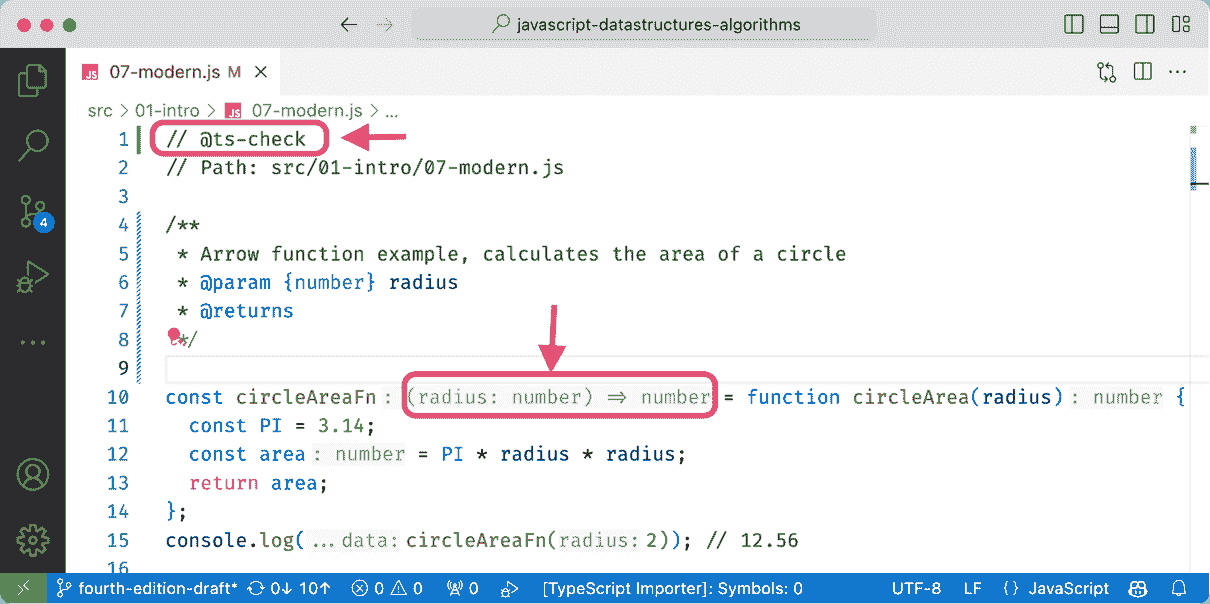 javascript-datastructures-algorithms
JS 07-modern.js M
src > 01-intro > JS 07-modern.js > ...
4
1 // @ts-check
2 // Path: src/01-intro/07-modern.js
3
4 /**
5 * Arrow function example, calculates the area of a circle
6 * @param {number} radius
7 * @returns
8 */
9
10 const circleAreaFn: (radius: number) => number = function circleArea(radius): number {
11 const PI = 3.14;
12 const area: number = PI * radius * radius;
13 return area;
14 };
15 console.log(...data: circleAreaFn(radius: 2)); // 12.56
16
fourth-edition-draft* 0↓ 10↑ 0 0 0 [TypeScript Importer]: Symbols: 0 UTF-8 LF {} JavaScript